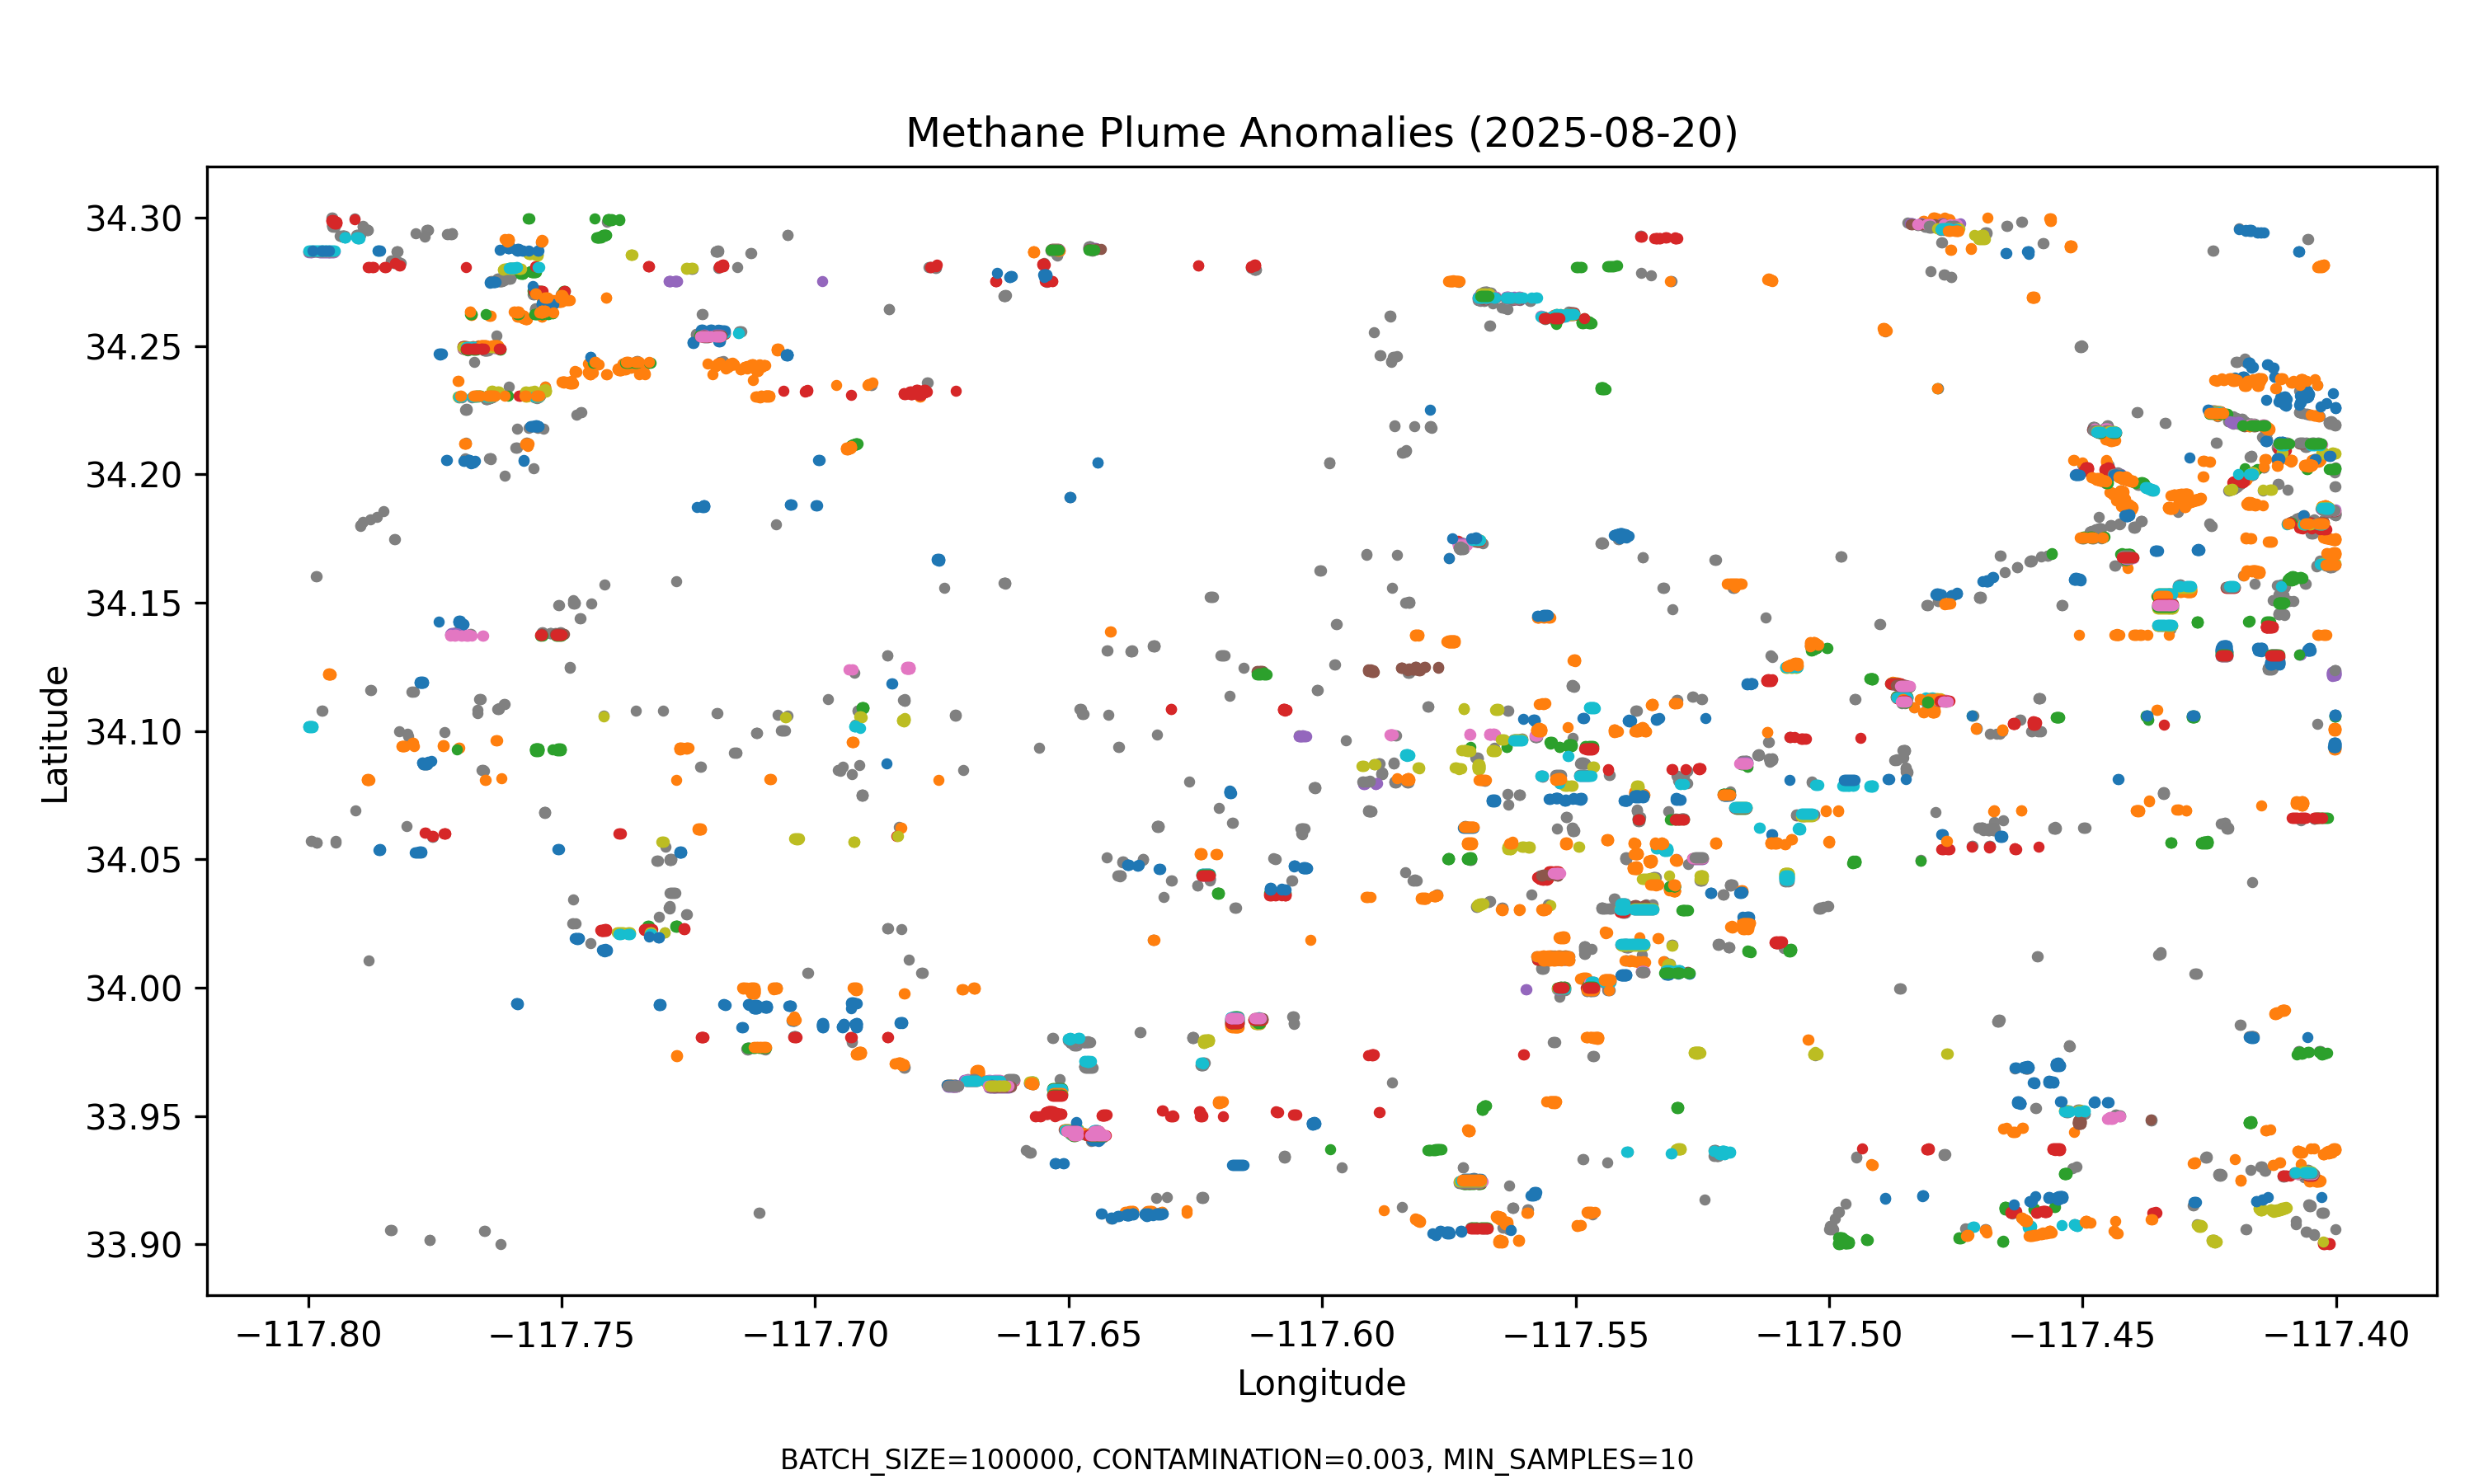 Methane Plume Anomalies (2025-08-20)
34.30
34.25
34.20
34.15
34.10
34.05
34.00
33.95
33.90
Latitude
−117.80 −117.75 −117.70 −117.65 −117.60 −117.55 −117.50 −117.45 −117.40
Longitude
BATCH_SIZE=100000, CONTAMINATION=0.003, MIN_SAMPLES=10